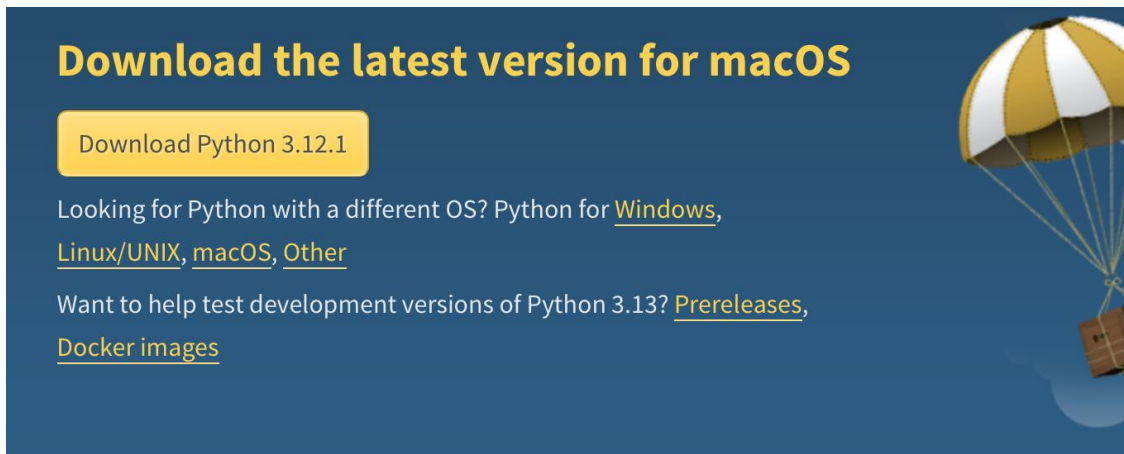 Download the latest version for macOS
Download Python 3.12.1
Looking for Python with a different OS? Python for Windows,
Linux/UNIX, macOS, Other
Want to help test development versions of Python 3.13? Prereleases,
Docker images